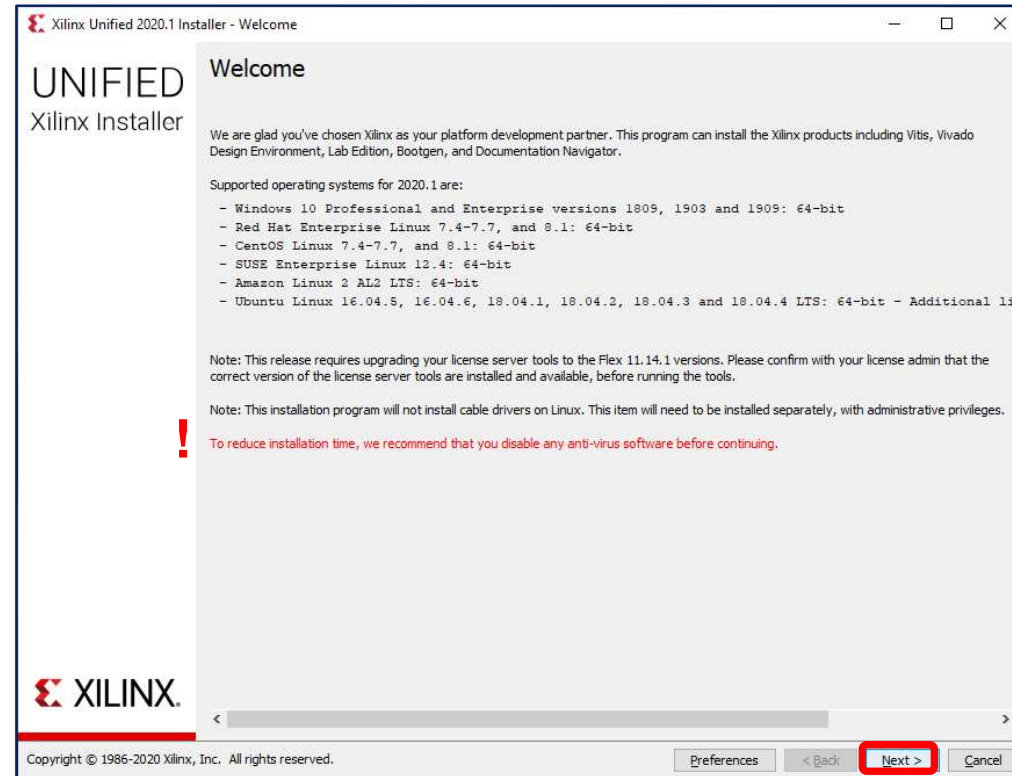 Xilinx Unified 2020.1 Installer - Welcome
UNIFIED
Xilinx Installer
Welcome
We are glad you've chosen Xilinx as your platform development partner. This program can install the Xilinx products including Vitis, Vivado
Design Environment, Lab Edition, Bootgen, and Documentation Navigator.
Supported operating systems for 2020.1 are:
- Windows 10 Professional and Enterprise versions 1809, 1903 and 1909: 64-bit
- Red Hat Enterprise Linux 7.4-7.7, and 8.1: 64-bit
- CentOS Linux 7.4-7.7, and 8.1: 64-bit
- SUSE Enterprise Linux 12.4: 64-bit
- Amazon Linux 2 AL2 LTS: 64-bit
- Ubuntu Linux 16.04.5, 16.04.6, 18.04.1, 18.04.2, 18.04.3 and 18.04.4 LTS: 64-bit - Additional li
Note: This release requires upgrading your license server tools to the Flex 11.14.1 versions. Please confirm with your license admin that the
correct version of the license server tools are installed and available, before running the tools.
Note: This installation program will not install cable drivers on Linux. This item will need to be installed separately, with administrative privileges.
! To reduce installation time, we recommend that you disable any anti-virus software before continuing.
XILINX.
Copyright © 1986-2020 Xilinx, Inc. All rights reserved.
Preferences
< Back
Next >
Cancel